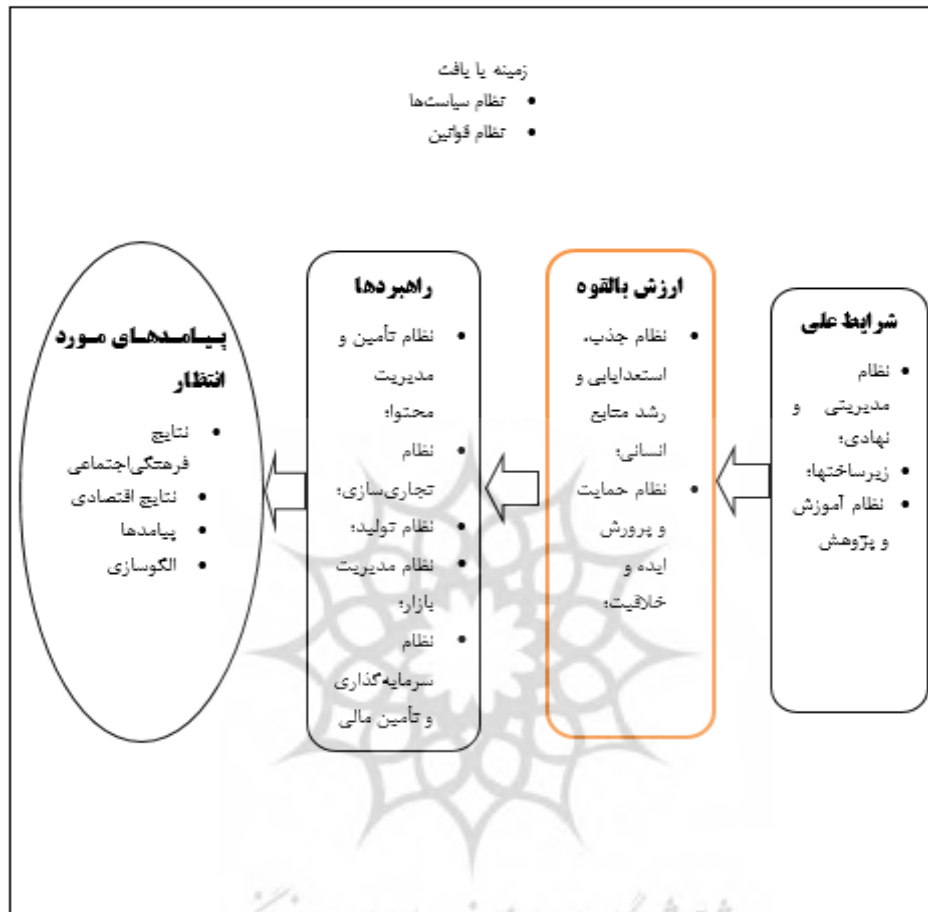 زمینه یا بافت
• نظام سیاست‌ها
• نظام قوانین
شرایط علی
• نظام
مدیریتی و
نهادی؛
• زیرساختها؛
• نظام آموزش
و پژوهش
ارزش بالقوه
• نظام جذب،
استعدایابی و
رشد منابع
انسانی؛
• نظام حمایت
و پرورش
ایده و
خلاقیت؛
راهبردها
• نظام تأمین و
مدیریت
محتوا؛
• نظام
تجاری‌سازی؛
• نظام تولید؛
• نظام مدیریت
بازار؛
• نظام
سرمایه‌گذاری
و تأمین مالی
پیامدهای مورد
انتظار
• نتایج
فرهنگی‌اجتماعی
• نتایج اقتصادی
• پیامدها
• الگوسازی